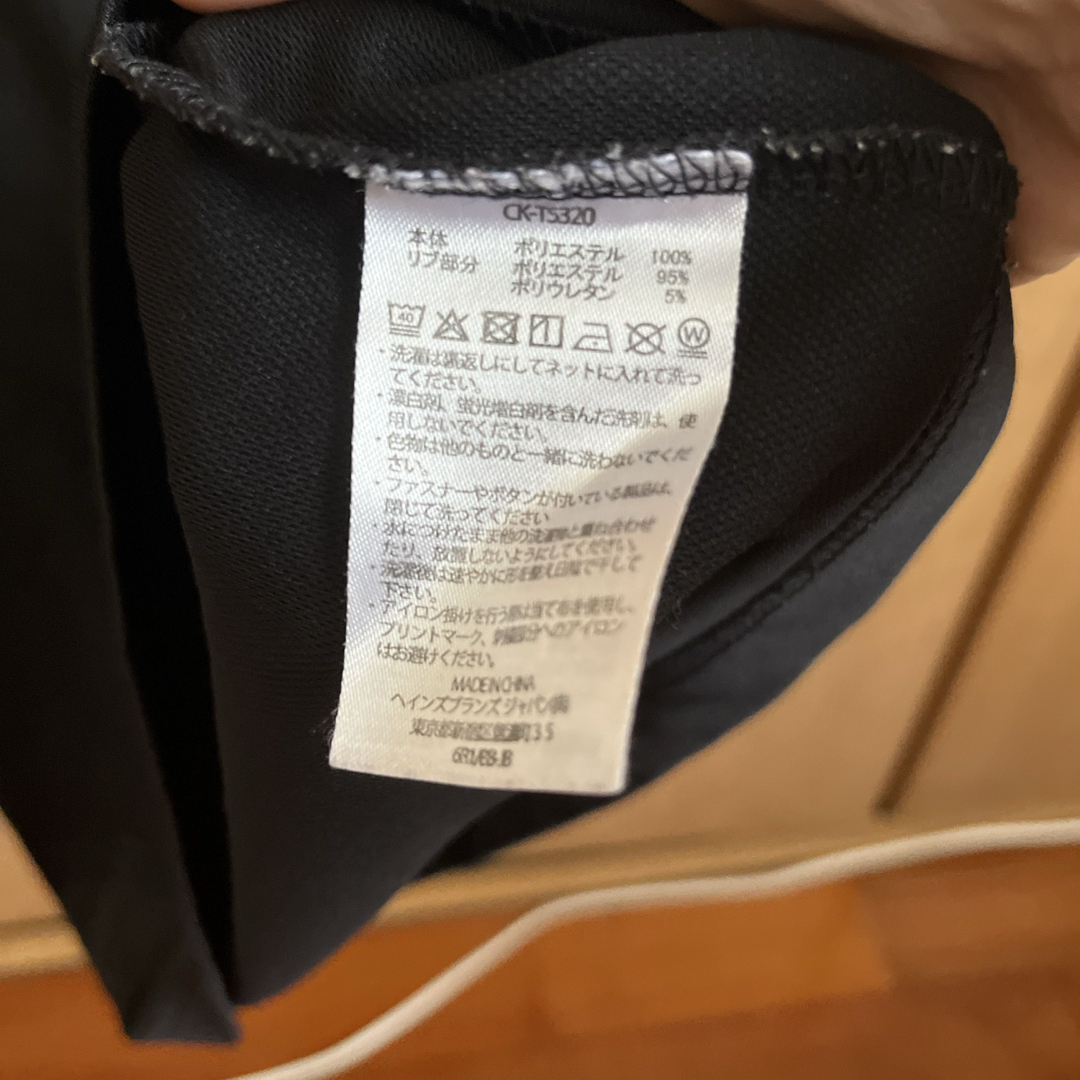 CK-TS320
本体 ポリエステル 100%
リブ部分 ポリエステル 95%
ポリウレタン 5%
40
W
・洗濯は裏返しにしてネットに入れて洗っ
てください。
・漂白剤、蛍光増白剤を含んだ洗剤は、使
用しないでください。
・色物は他のものと一緒に洗わないでくだ
さい。
・ファスナーやボタンが付いている製品は、
閉じて洗ってください
・水につけたまま他の洗濯物と重ね合わせ
たり、放置しないようにしてください。
・洗濯後は速やかに形を整え日陰で干して
下さい。
・アイロン掛けを行う際は当て布を使用し、
プリントマーク、刺繍部分へのアイロン
はお避けください。
MADE IN CHINA
ヘインズブランズ ジャパン㈱
東京都新宿区